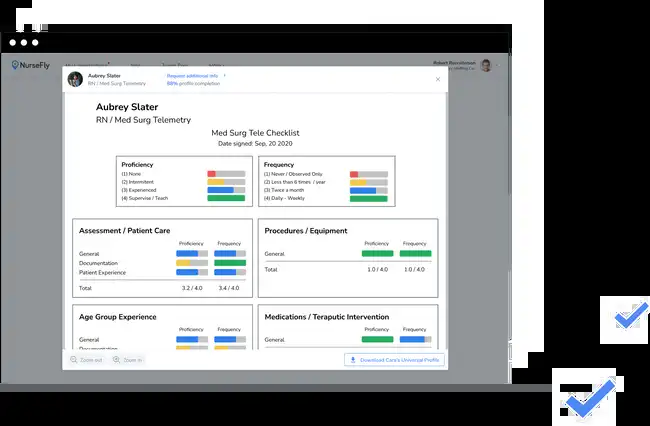 NurseFly
Aubrey Slater
RN / Med Surg Telemetry
Request additional info
88% profile completion
Aubrey Slater
RN / Med Surg Telemetry
Med Surg Tele Checklist
Date signed: Sep, 20 2020
Proficiency
(1) None
(2) Intermitent
(3) Experienced
(4) Supervise / Teach
Frequency
(1) Never / Observed Only
(2) Less than 6 times / year
(3) Twice a month
(4) Daily - Weekly
Assessment / Patient Care
Proficiency Frequency
General
Documentation
Patient Experience
Total 3.2 / 4.0 3.4 / 4.0
Procedures / Equipment
Proficiency Frequency
General
Total 1.0 / 4.0 1.0 / 4.0
Age Group Experience
Proficiency Frequency
General
Documentation
Medications / Teraputic Intervention
Proficiency Frequency
General
Zoom out
Zoom in
Download Cara's Universal Profile